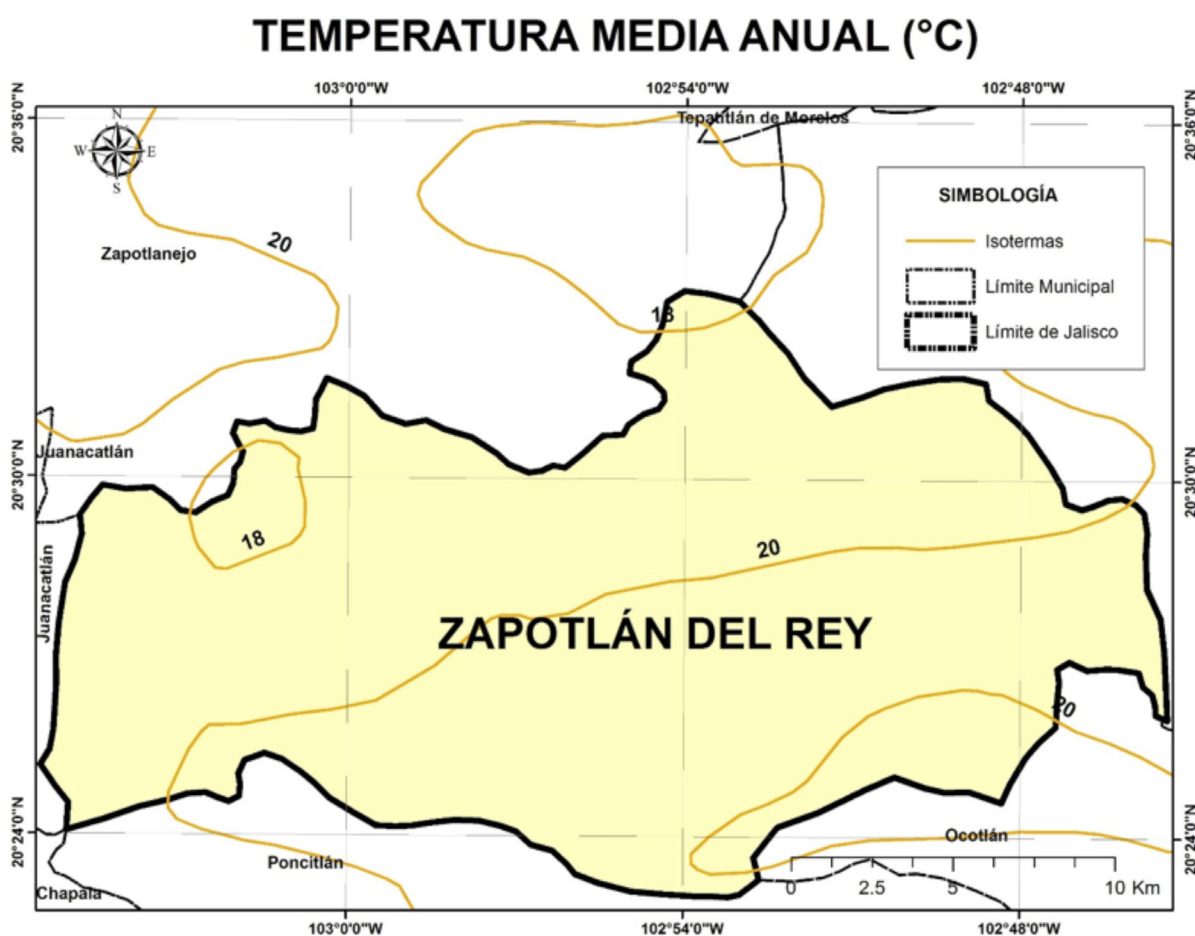 TEMPERATURA MEDIA ANUAL (°C)
103°0'0"W
102°54'0"W
102°48'0"W
20°36'0"N
20°36'0"N
N
W
E
S
Tepatitlán de Morelos
SIMBOLOGÍA
Isotermas
Límite Municipal
Límite de Jalisco
Zapotlanejo
20
18
Juanacatlán
20°30'0"N
20°30'0"N
18
20
Juanacatlán
ZAPOTLÁN DEL REY
20
20°24'0"N
20°24'0"N
Ocotlán
Poncitlán
Chapala
0
2.5
5
10 Km
103°0'0"W
102°54'0"W
102°48'0"W